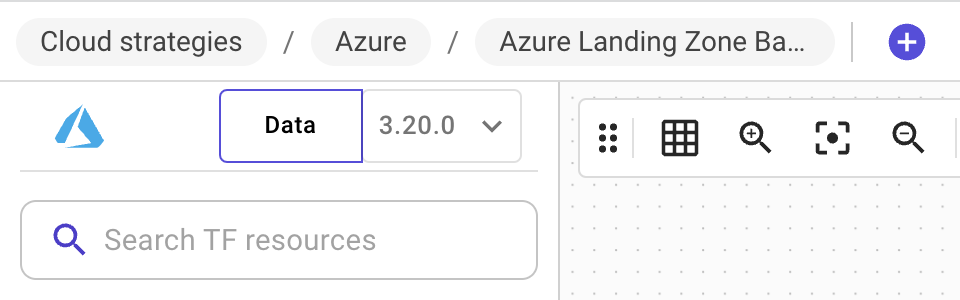 Cloud strategies / Azure / Azure Landing Zone Ba...
Data 3.20.0
Search TF resources